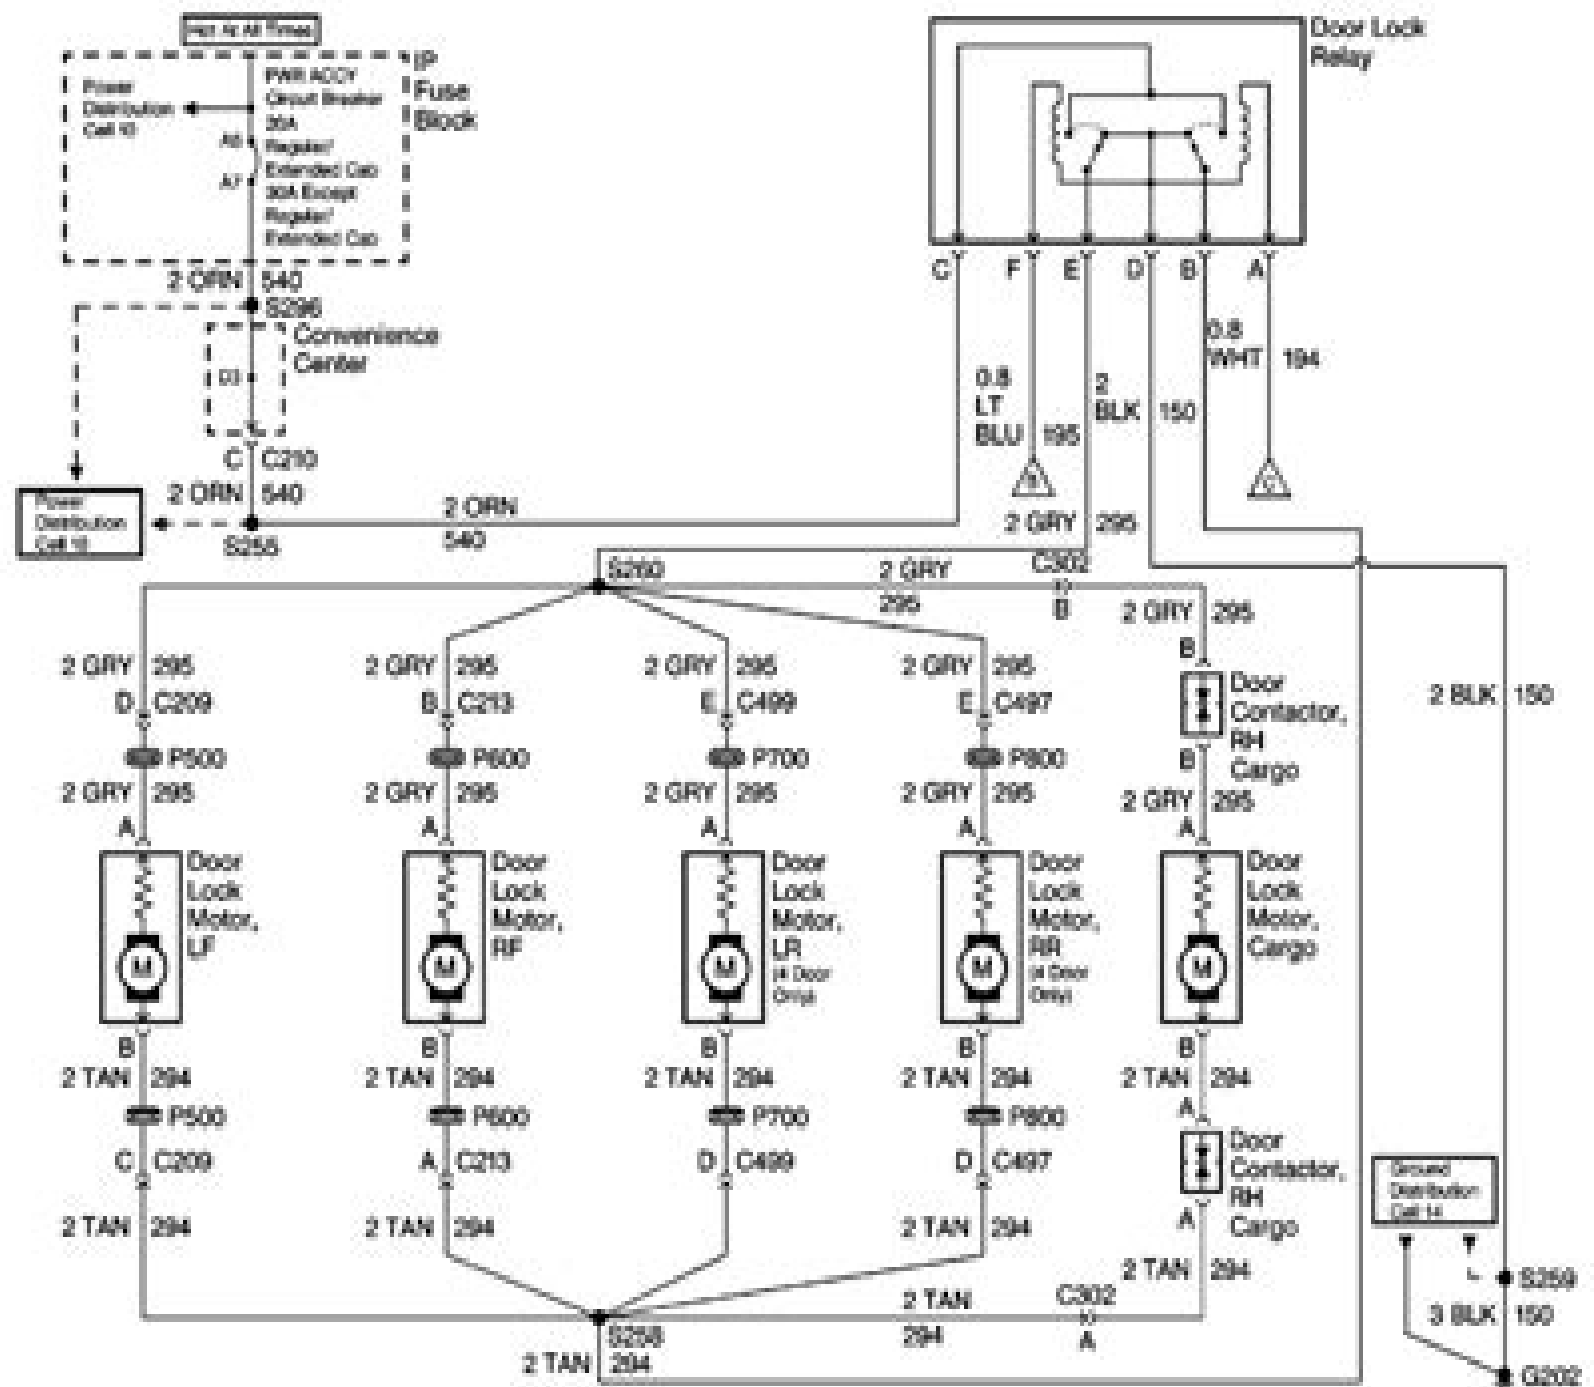 Hot At All Times
IP
Fuse
Block
Power
Distribution
Cell 10
PWR ACCY
Circuit Breaker
A6
A7
Regular/
Extended Cab
30A Except
Regular/
Extended Cab
2 ORN
540
S296
Convenience
Center
D3
C
C210
2 ORN
540
Power
Distribution
Cell 10
S255
2 ORN
540
Door Lock
Relay
C
F
E
D
B
A
0.8
LT
BLU
195
2
BLK
150
0.8
WHT
194
2 GRY
295
S260
2 GRY
295
C302
B
2 GRY
295
D
C209
P500
2 GRY
295
A
Door
Lock
Motor,
LF
M
B
2 TAN
294
P500
C
C209
2 TAN
294
2 GRY
295
B
C213
P600
2 GRY
295
A
Door
Lock
Motor,
RF
M
B
2 TAN
294
P600
A
C213
2 TAN
294
2 GRY
295
E
C499
P700
2 GRY
295
A
Door
Lock
Motor,
LR
(4 Door
Only)
M
B
2 TAN
294
P700
D
C499
2 GRY
295
E
C497
P800
2 GRY
295
A
Door
Lock
Motor,
RR
(4 Door
Only)
M
B
2 TAN
294
P800
D
C497
2 TAN
294
2 GRY
295
B
Door
Contactor,
RH
Cargo
B
2 GRY
295
A
Door
Lock
Motor,
Cargo
M
B
2 TAN
294
A
Door
Contactor,
RH
Cargo
A
2 TAN
294
C302
A
2 TAN
294
S258
2 TAN
294
2 BLK
150
Ground
Distribution
Cell 14
S259
3 BLK
150
G202